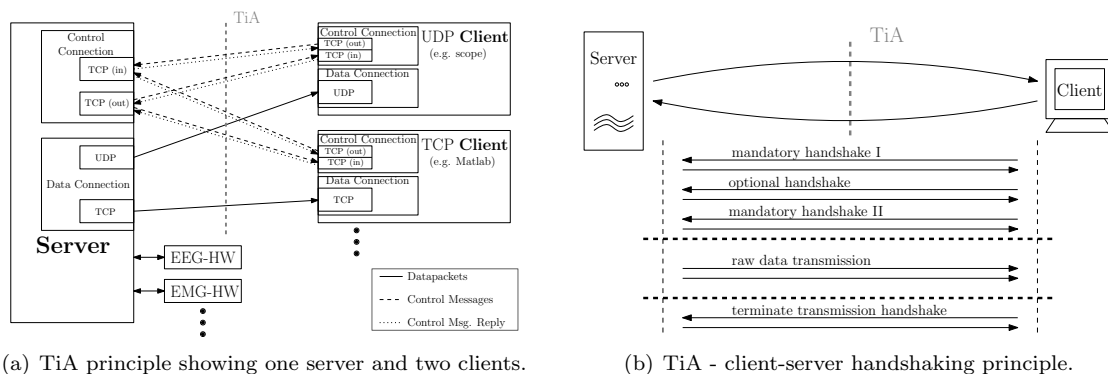 TiA
Control
Connection
TCP (in)
TCP (out)
UDP
Data Connection
TCP
Server
EEG-HW
EMG-HW
Control Connection
TCP (out)
TCP (in)
Data Connection
UDP
UDP Client
(e.g. scope)
Control Connection
TCP (out)
TCP (in)
Data Connection
TCP
TCP Client
(e.g. Matlab)
Datapackets
Control Messages
Control Msg. Reply
(a) TiA principle showing one server and two clients.
TiA
Server
Client
mandatory handshake I
optional handshake
mandatory handshake II
raw data transmission
terminate transmission handshake
(b) TiA - client-server handshaking principle.